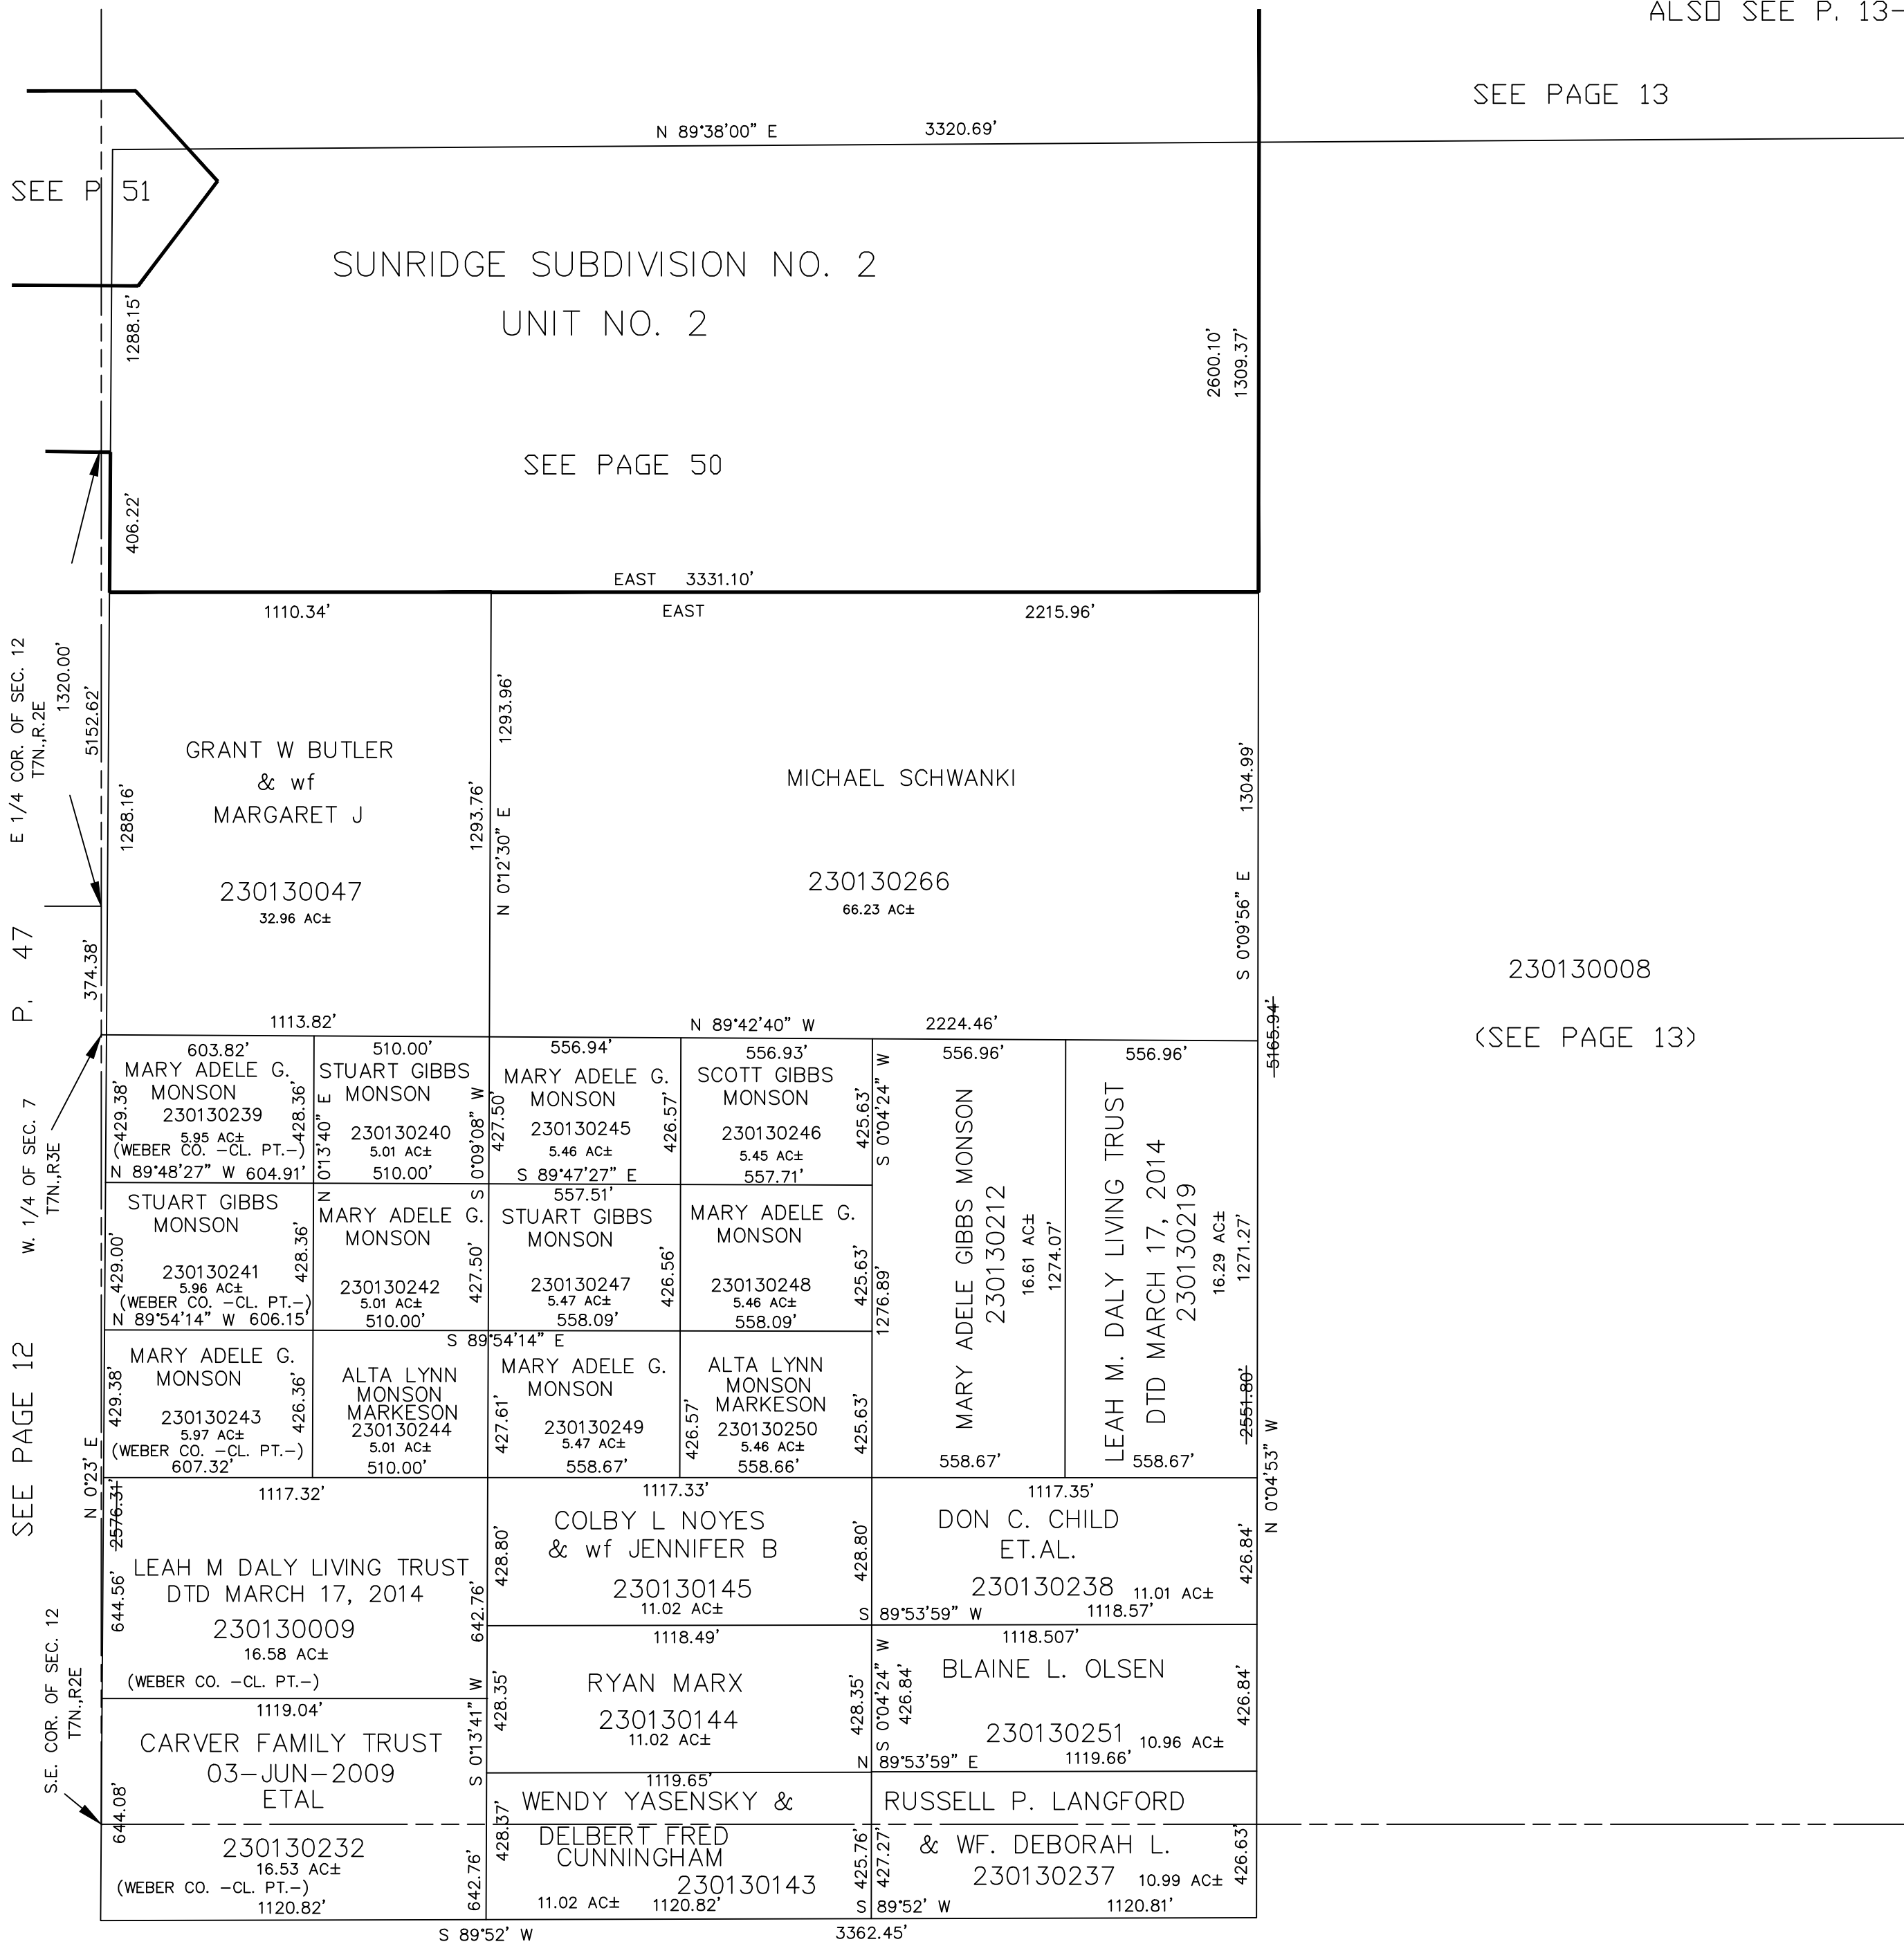 ALSO SEE P. 13-
SEE PAGE 13
N 89°38'00" E 3320.69'
SEE P 51
SUNRIDGE SUBDIVISION NO. 2
UNIT NO. 2
1288.15'
2600.10'
1309.37'
SEE PAGE 50
406.22'
EAST 3331.10'
1110.34'
EAST 2215.96'
E 1/4 COR. OF SEC. 12
T7N.,R.2E
1320.00'
5152.62'
1293.96'
GRANT W BUTLER
& wf
MARGARET J
230130047
32.96 AC±
1288.16'
1293.76'
N 0°12'30" E
MICHAEL SCHWANKI
230130266
66.23 AC±
1304.99'
S 0°09'56" E
P. 47
374.38'
230130008
(SEE PAGE 13)
1113.82'
N 89°42'40" W 2224.46'
5165.94'
603.82'
MARY ADELE G.
MONSON
230130239
5.95 AC±
(WEBER CO. -CL. PT.-)
429.38'
428.36'
N 89°48'27" W 604.91'
N 0°13'40" E
510.00'
STUART GIBBS
MONSON
230130240
5.01 AC±
510.00'
S 0°09'08" W
556.94'
MARY ADELE G.
MONSON
230130245
5.46 AC±
427.50'
426.57'
S 89°47'27" E
557.51'
556.93'
SCOTT GIBBS
MONSON
230130246
5.45 AC±
425.63'
557.71'
S 0°04'24" W
556.96'
MARY ADELE GIBBS MONSON
230130212
16.61 AC±
1274.07'
1276.89'
558.67'
556.96'
LEAH M. DALY LIVING TRUST
DTD MARCH 17, 2014
230130219
16.29 AC±
1271.27'
558.67'
W. 1/4 OF SEC. 7
T7N.,R3E
STUART GIBBS
MONSON
230130241
5.96 AC±
(WEBER CO. -CL. PT.-)
429.00'
428.36'
N 89°54'14" W 606.15'
MARY ADELE G.
MONSON
230130242
5.01 AC±
427.50'
510.00'
STUART GIBBS
MONSON
230130247
5.47 AC±
426.56'
558.09'
MARY ADELE G.
MONSON
230130248
5.46 AC±
425.63'
558.09'
S 89°54'14" E
SEE PAGE 12
MARY ADELE G.
MONSON
230130243
5.97 AC±
(WEBER CO. -CL. PT.-)
429.38'
426.36'
607.32'
ALTA LYNN
MONSON
MARKESON
230130244
5.01 AC±
510.00'
MARY ADELE G.
MONSON
230130249
5.47 AC±
427.61'
426.57'
558.67'
ALTA LYNN
MONSON
MARKESON
230130250
5.46 AC±
425.63'
558.66'
2551.80'
N 0°04'53" W
N 0°23' E
2576.31'
1117.32'
LEAH M DALY LIVING TRUST
DTD MARCH 17, 2014
230130009
16.58 AC±
(WEBER CO. -CL. PT.-)
644.56'
642.76'
1117.33'
COLBY L NOYES
& wf JENNIFER B
230130145
11.02 AC±
428.80'
428.80'
1117.35'
DON C. CHILD
ET.AL.
230130238 11.01 AC±
426.84'
S 89°53'59" W 1118.57'
1118.49'
RYAN MARX
230130144
11.02 AC±
428.35'
428.35'
1118.507'
BLAINE L. OLSEN
230130251 10.96 AC±
S 0°04'24" W
426.84'
426.84'
N 89°53'59" E 1119.66'
S.E. COR. OF SEC. 12
T7N.,R2E
1119.04'
CARVER FAMILY TRUST
03-JUN-2009
ETAL
230130232
16.53 AC±
(WEBER CO. -CL. PT.-)
644.08'
642.76'
S 0°13'41" W
1120.82'
1119.65'
WENDY YASENSKY &
DELBERT FRED
CUNNINGHAM
230130143
11.02 AC± 1120.82'
428.37'
425.76'
RUSSELL P. LANGFORD
& WF. DEBORAH L.
230130237 10.99 AC±
427.27'
426.63'
S 89°52' W 1120.81'
S 89°52' W 3362.45'